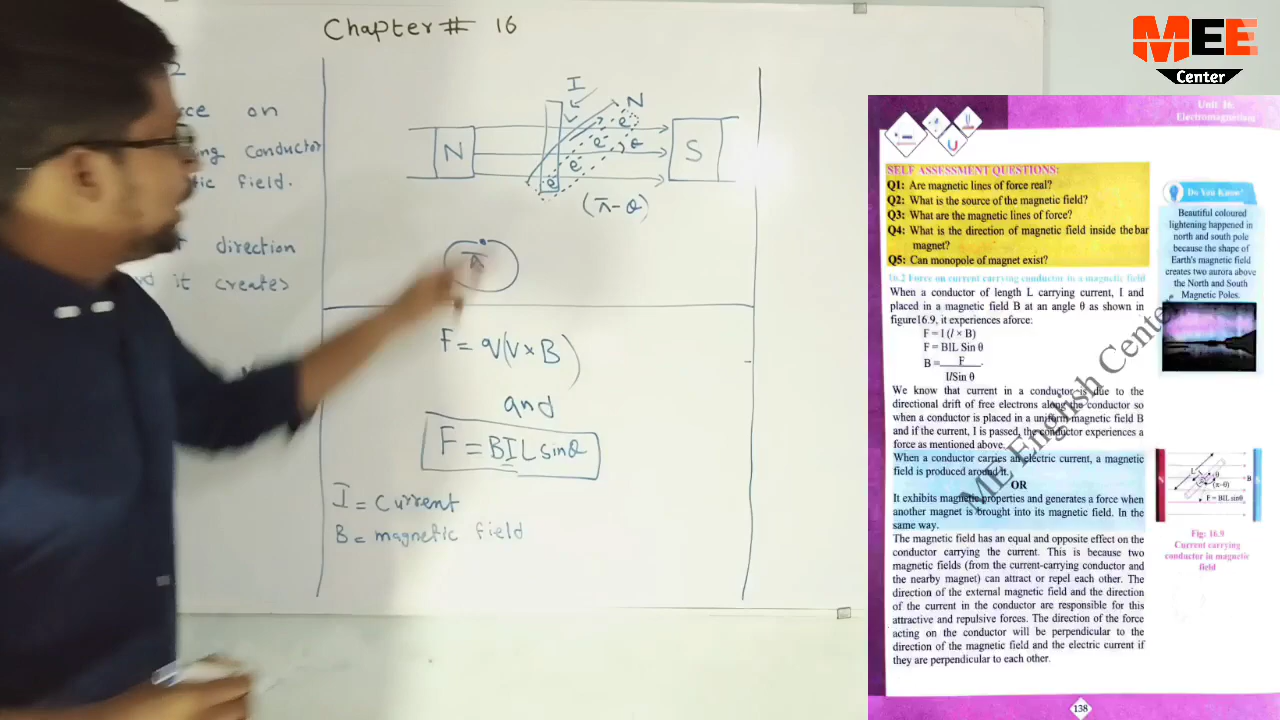 Chapter # 16
2
ce on
ng conductor
ic field.
direction
d it creates
I
N
N
e
e
e
e
θ
S
(π-θ)
π
F = q(V × B)
and
F = BIL sinθ
I = Current
B = magnetic field
MEE
Center
Unit 16:
Electromagnetism
SELF ASSESSMENT QUESTIONS:
Q1: Are magnetic lines of force real?
Q2: What is the source of the magnetic field?
Q3: What are the magnetic lines of force?
Q4: What is the direction of magnetic field inside the bar
magnet?
Q5: Can monopole of magnet exist?
Do You Know!
Beautiful coloured
lightening happened in
north and south pole
because the shape of
Earth's magnetic field
creates two aurora above
the North and South
Magnetic Poles.
16.2 Force on current carrying conductor in a magnetic field
When a conductor of length L carrying current, I and
placed in a magnetic field B at an angle θ as shown in
figure16.9, it experiences aforce:
F = I (l × B)
F = BIL Sin θ
B = F
IlSin θ
We know that current in a conductor is due to the
directional drift of free electrons along the conductor so
when a conductor is placed in a uniform magnetic field B
and if the current, I is passed, the conductor experiences a
force as mentioned above.
When a conductor carries an electric current, a magnetic
field is produced around it.
OR
It exhibits magnetic properties and generates a force when
another magnet is brought into its magnetic field. In the
same way.
The magnetic field has an equal and opposite effect on the
conductor carrying the current. This is because two
magnetic fields (from the current-carrying conductor and
the nearby magnet) can attract or repel each other. The
direction of the external magnetic field and the direction
of the current in the conductor are responsible for this
attractive and repulsive forces. The direction of the force
acting on the conductor will be perpendicular to the
direction of the magnetic field and the electric current if
they are perpendicular to each other.
L
θ
(π-θ)
B
F = BIL sinθ
Fig: 16.9
Current carrying
conductor in magnetic
field
ME English Center
138